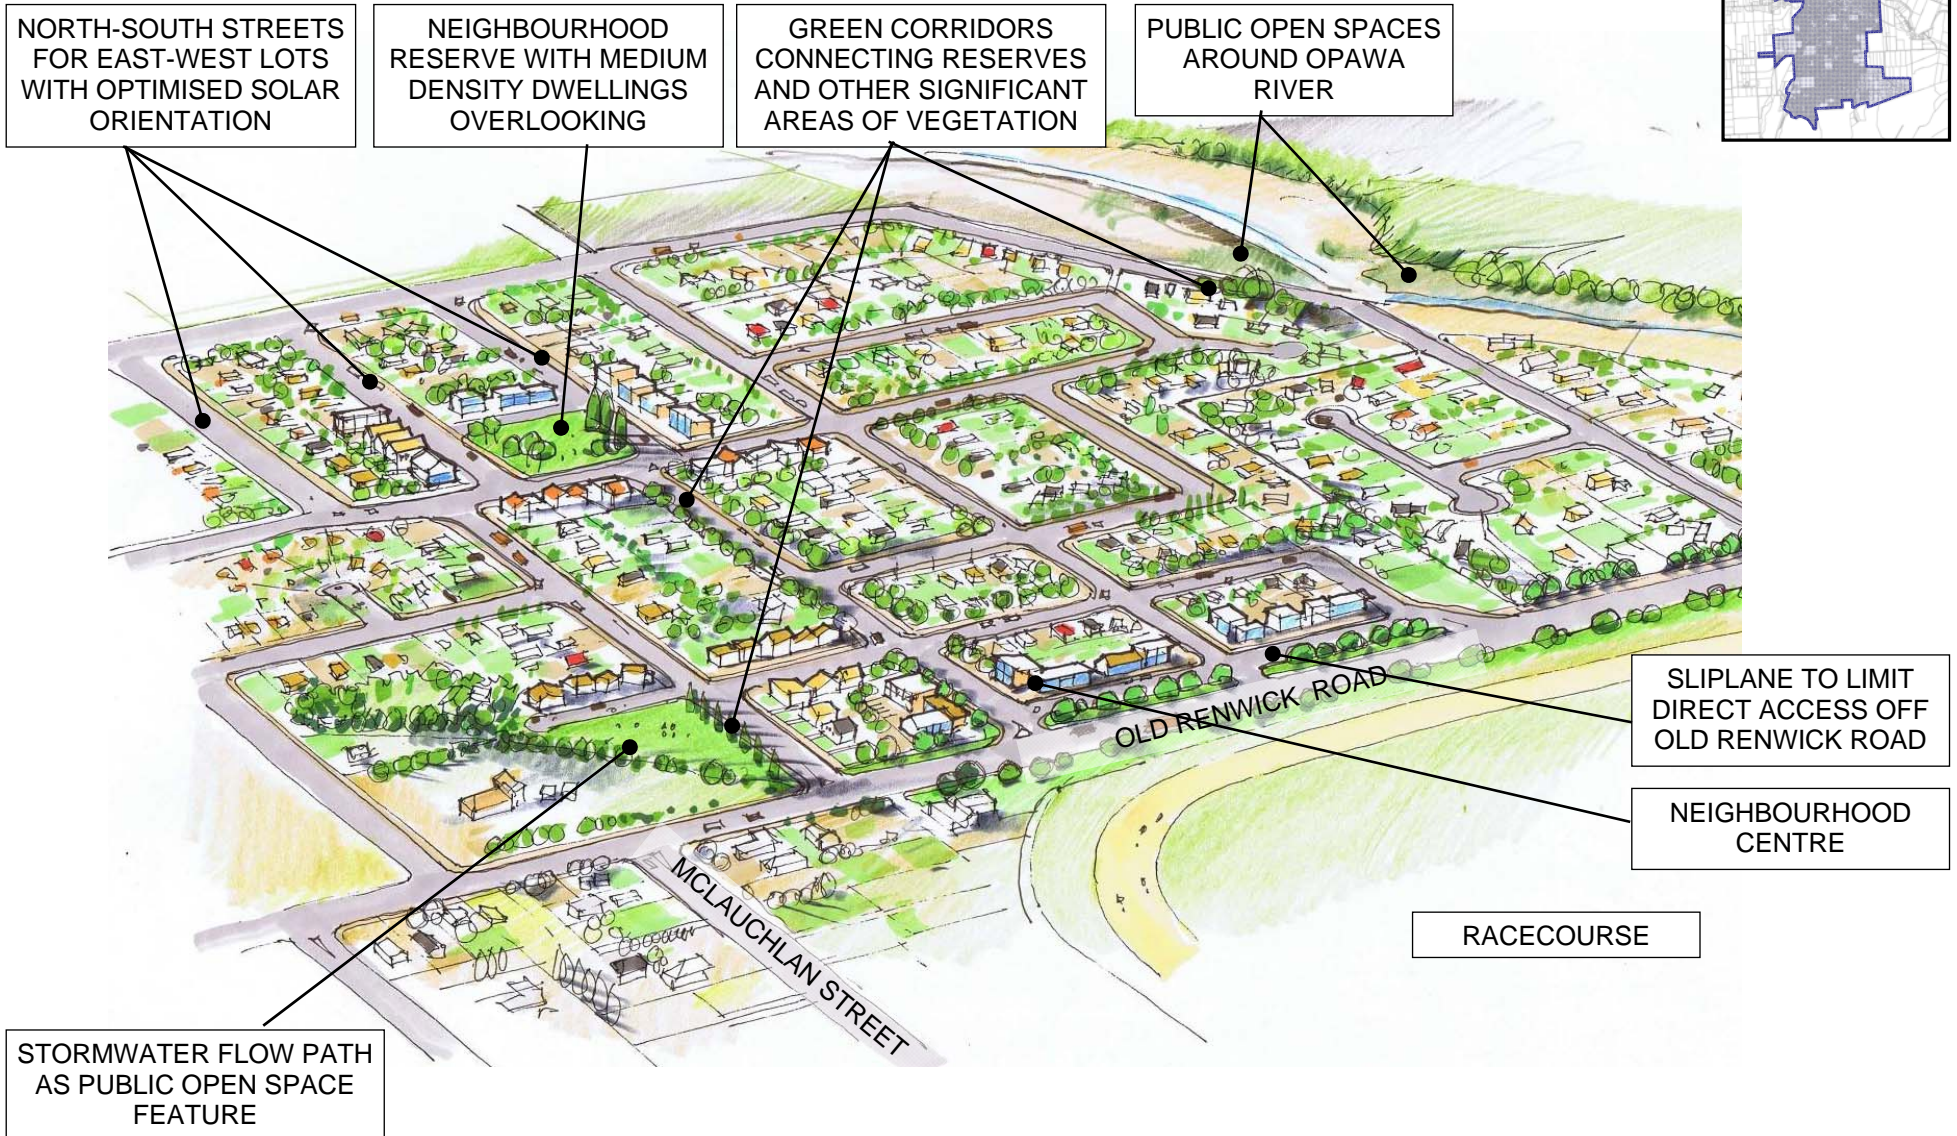 NORTH-SOUTH STREETS
FOR EAST-WEST LOTS
WITH OPTIMISED SOLAR
ORIENTATION
NEIGHBOURHOOD
RESERVE WITH MEDIUM
DENSITY DWELLINGS
OVERLOOKING
GREEN CORRIDORS
CONNECTING RESERVES
AND OTHER SIGNIFICANT
AREAS OF VEGETATION
PUBLIC OPEN SPACES
AROUND OPAWA
RIVER
SLIPLANE TO LIMIT
DIRECT ACCESS OFF
OLD RENWICK ROAD
OLD RENWICK ROAD
NEIGHBOURHOOD
CENTRE
RACECOURSE
MCLAUCHLAN STREET
STORMWATER FLOW PATH
AS PUBLIC OPEN SPACE
FEATURE